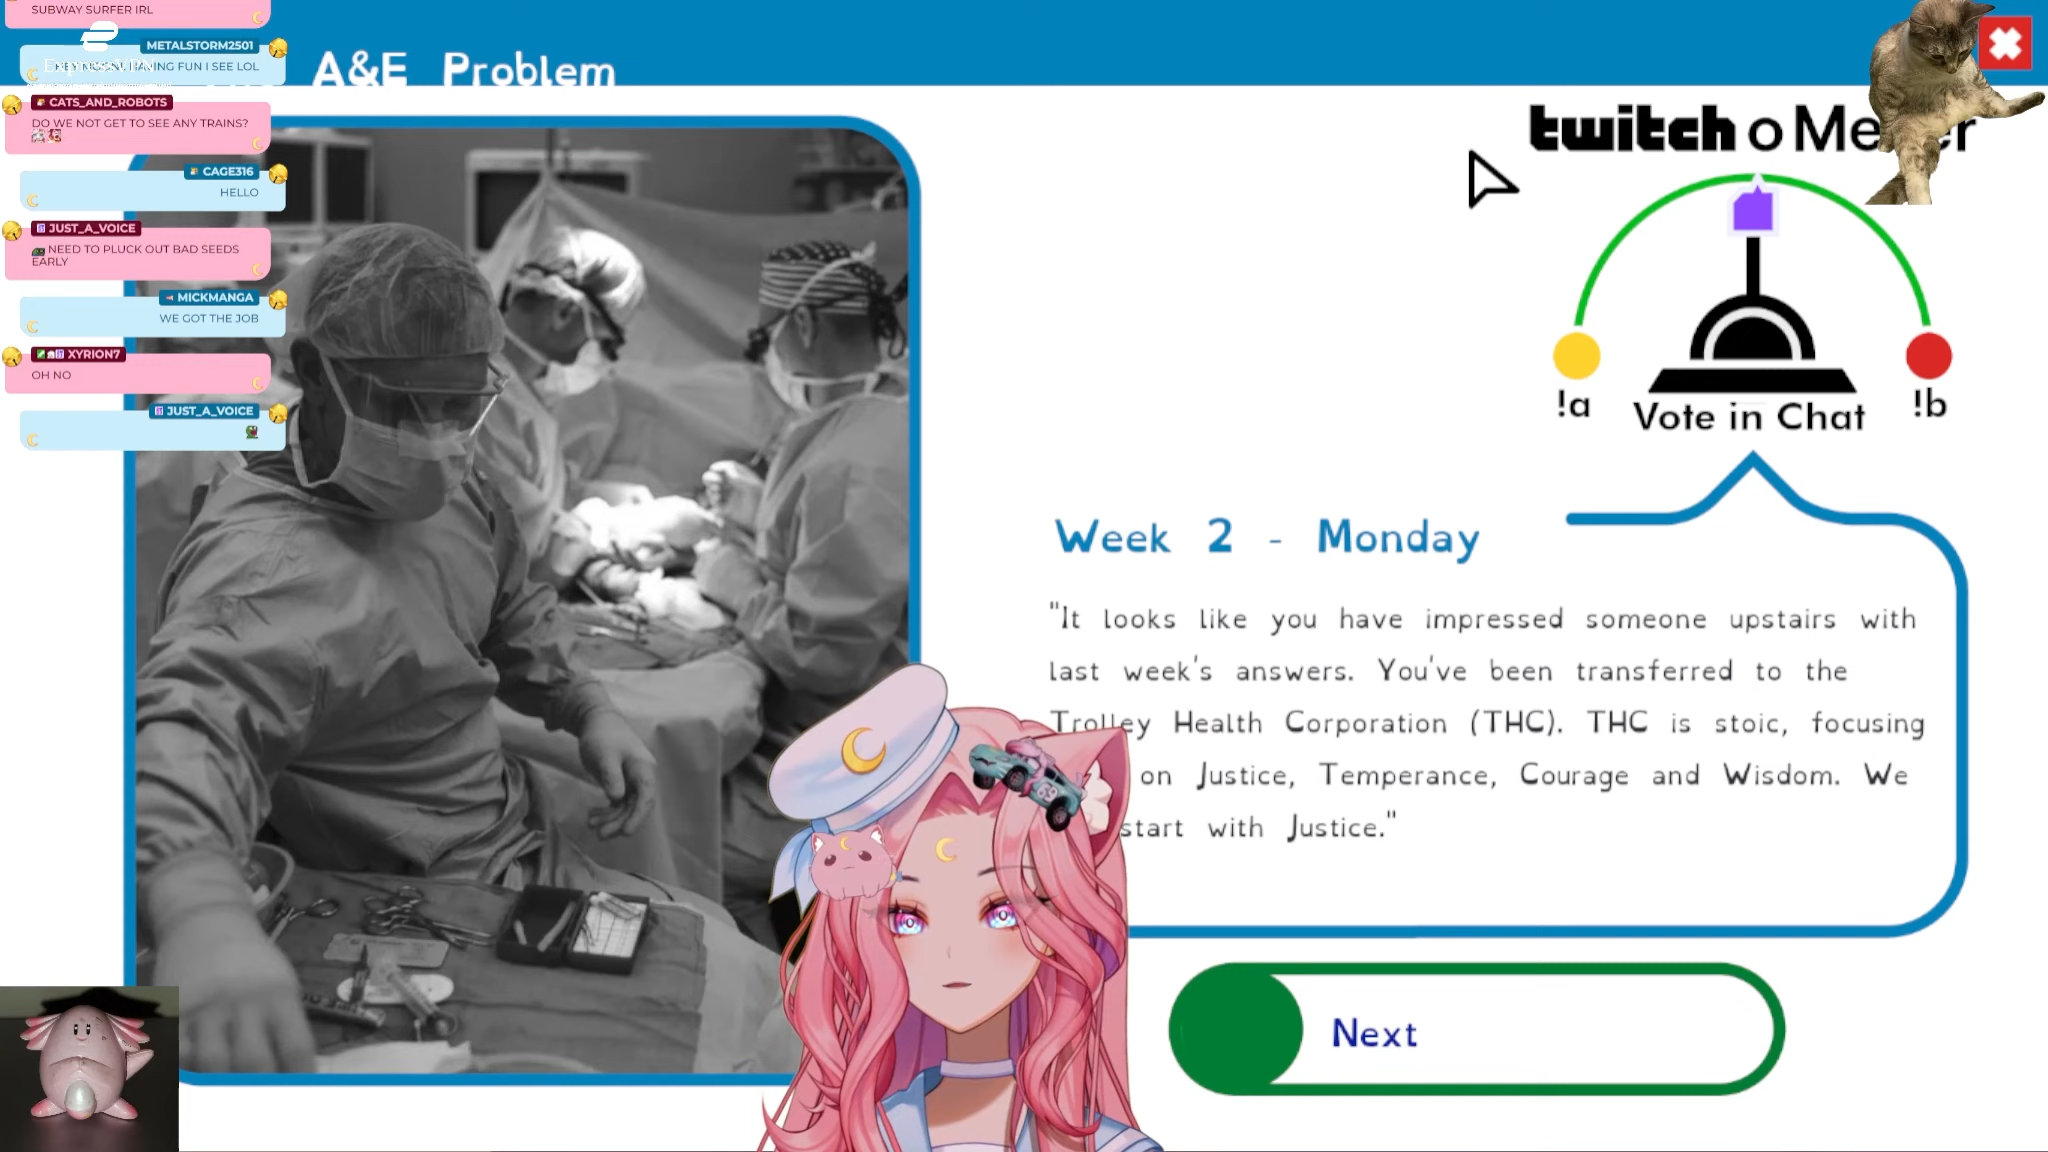 SUBWAY SURFER IRL
METALSTORM2501
FUN I SEE LOL
CATS_AND_ROBOTS
DO WE NOT GET TO SEE ANY TRAINS?
CAGE316
HELLO
JUST_A_VOICE
NEED TO PLUCK OUT BAD SEEDS
EARLY
MICKMANGA
WE GOT THE JOB
XYRION7
OH NO
JUST_A_VOICE
A&E Problem
twitch o Me
!a
Vote in Chat
!b
Week 2 - Monday
"It looks like you have impressed someone upstairs with
last week's answers. You've been transferred to the
Trolley Health Corporation (THC). THC is stoic, focusing
on Justice, Temperance, Courage and Wisdom. We
start with Justice."
Next